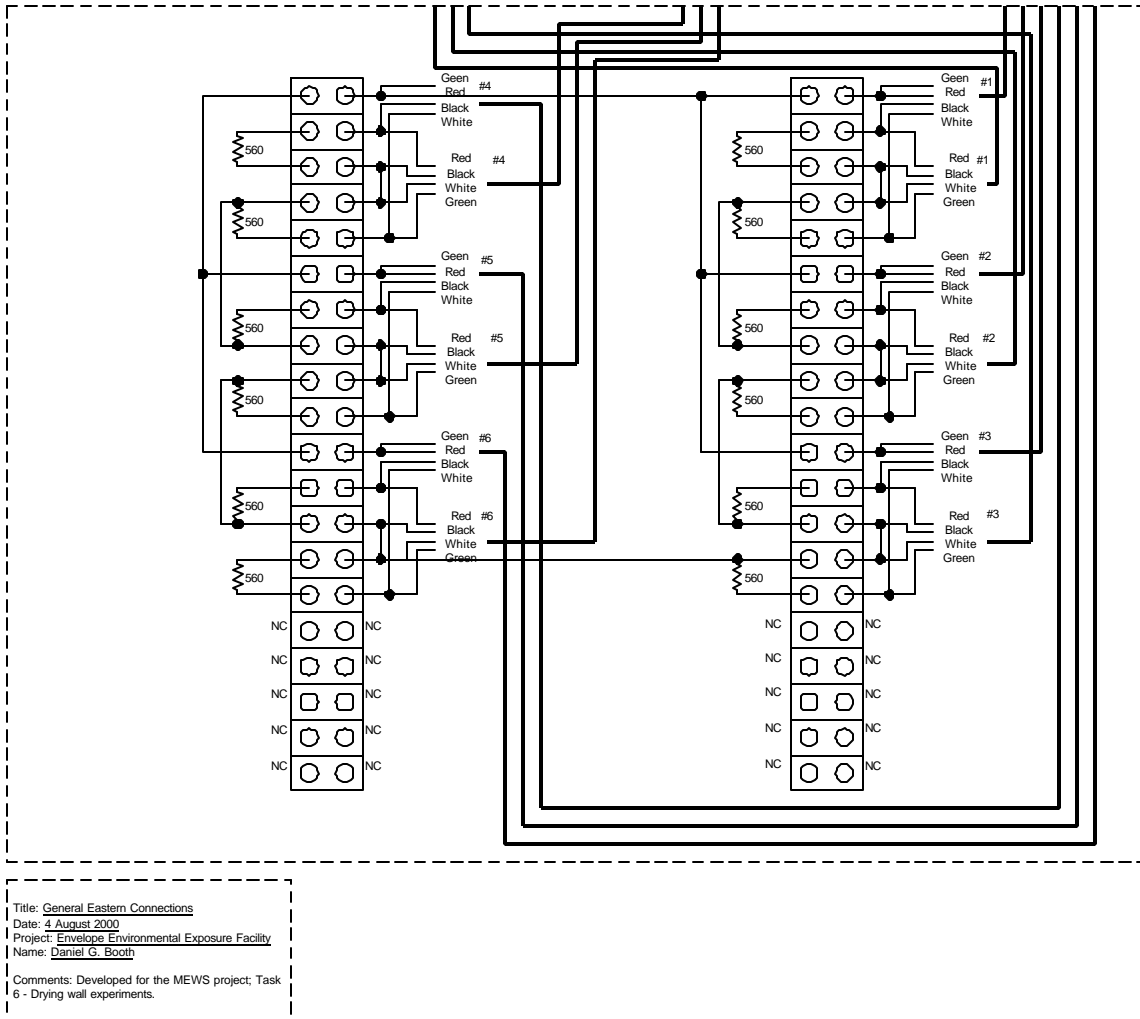 Geen
Red #4
Black
White
560
Red #4
Black
White
Green
560
Geen #5
Red
Black
White
560
Red #5
Black
White
Green
560
Geen #6
Red
Black
White
560
Red #6
Black
White
Green
560
NC NC
NC NC
NC NC
NC NC
NC NC
Geen #1
Red
Black
White
560
Red #1
Black
White
Green
560
Geen #2
Red
Black
White
560
Red #2
Black
White
Green
560
Geen #3
Red
Black
White
560
Red #3
Black
White
Green
560
NC NC
NC NC
NC NC
NC NC
NC NC
Title: General Eastern Connections
Date: 4 August 2000
Project: Envelope Environmental Exposure Facility
Name: Daniel G. Booth
Comments: Developed for the MEWS project; Task
6 - Drying wall experiments.